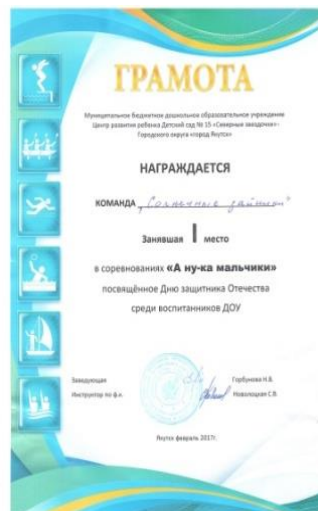 ГРАМОТА
Муниципальное бюджетное дошкольное образовательное учреждение
Центр развития ребенка Детский сад № 15 «Северные звездочки»
Городского округа «город Якутск»
НАГРАЖДАЕТСЯ
КОМАНДА „Солнечные зайчики"
Занявшая I место
в соревнованиях «А ну-ка мальчики»
посвящённое Дню защитника Отечества
среди воспитанников ДОУ
Заведующая Горбунова Н.В.
Инструктор по ф.к. Новолоцкая С.В.
Якутск февраль 2017г.